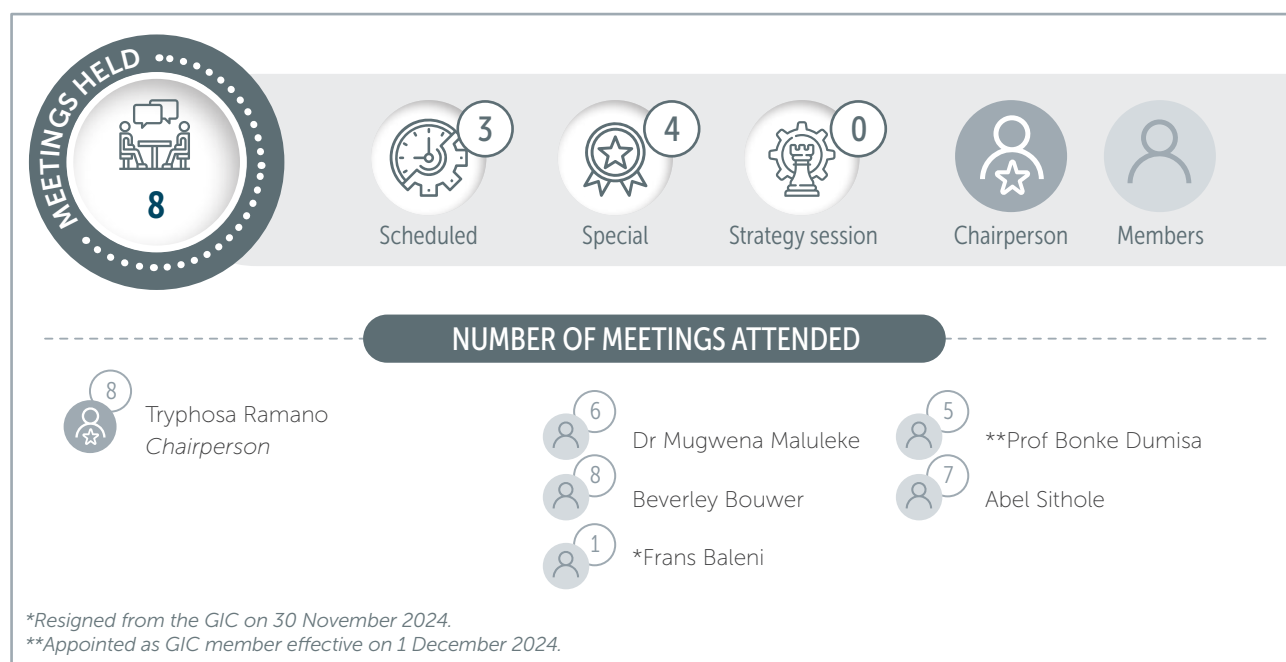 MEETINGS HELD
8
3
Scheduled
4
Special
0
Strategy session
Chairperson
Members
NUMBER OF MEETINGS ATTENDED
8
Tryphosa Ramano
Chairperson
6
Dr Mugwena Maluleke
8
Beverley Bouwer
1
*Frans Baleni
5
**Prof Bonke Dumisa
7
Abel Sithole
*Resigned from the GIC on 30 November 2024.
**Appointed as GIC member effective on 1 December 2024.